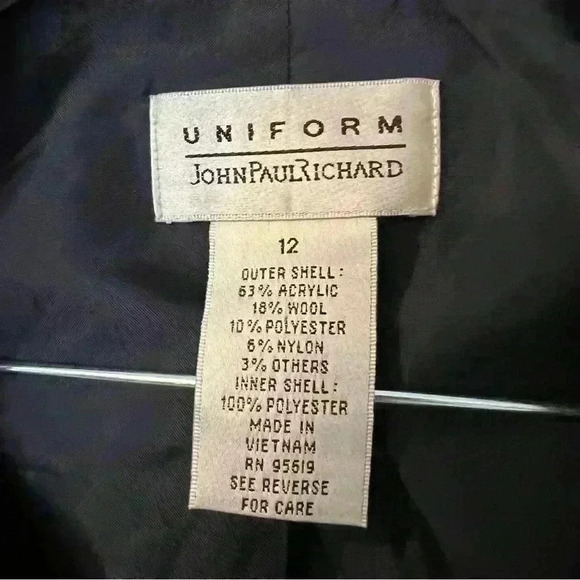 UNIFORM
JOHNPAULRICHARD
12
OUTER SHELL:
63% ACRYLIC
18% WOOL
10% POLYESTER
6% NYLON
3% OTHERS
INNER SHELL:
100% POLYESTER
MADE IN
VIETNAM
RN 95619
SEE REVERSE
FOR CARE